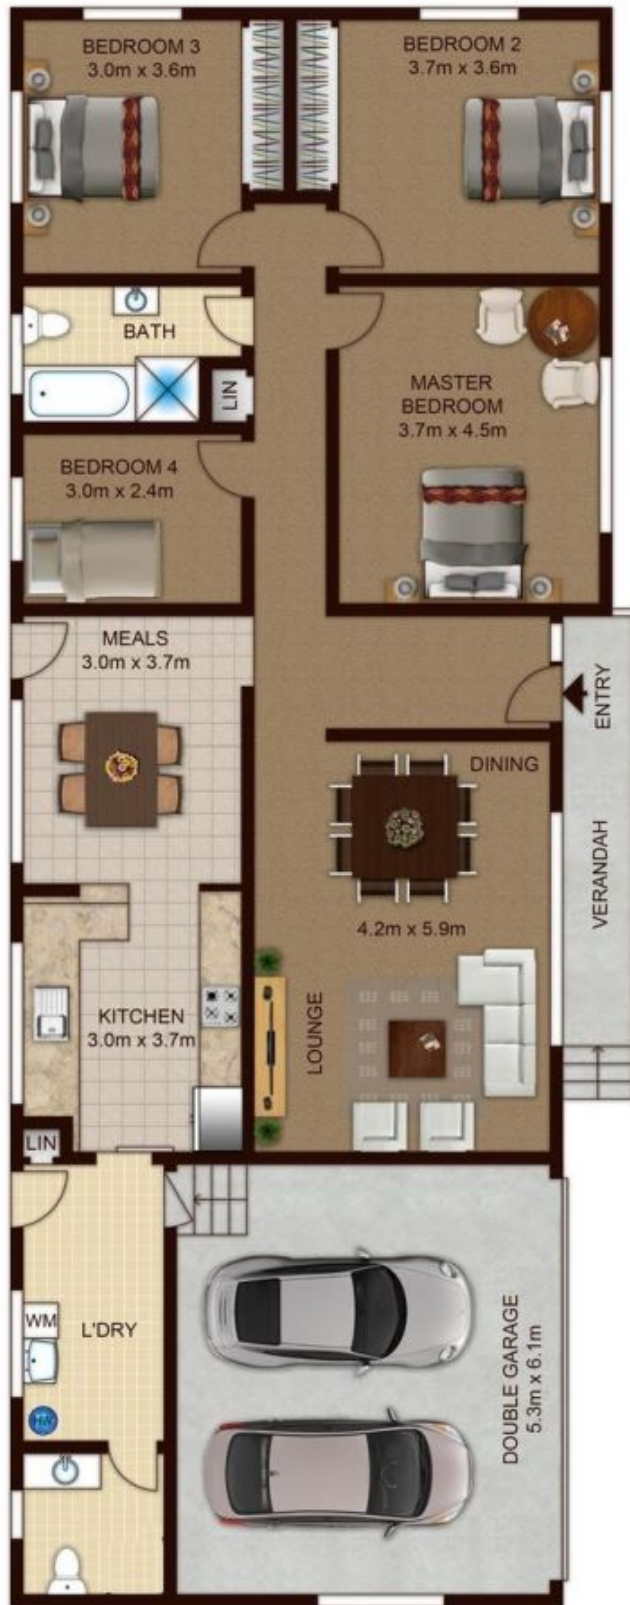 BEDROOM 3
3.0m x 3.6m
BEDROOM 2
3.7m x 3.6m
BATH
LIN
MASTER
BEDROOM
3.7m x 4.5m
BEDROOM 4
3.0m x 2.4m
MEALS
3.0m x 3.7m
ENTRY
DINING
VERANDAH
4.2m x 5.9m
LOUNGE
KITCHEN
3.0m x 3.7m
LIN
WM
L'DRY
HW
DOUBLE GARAGE
5.3m x 6.1m